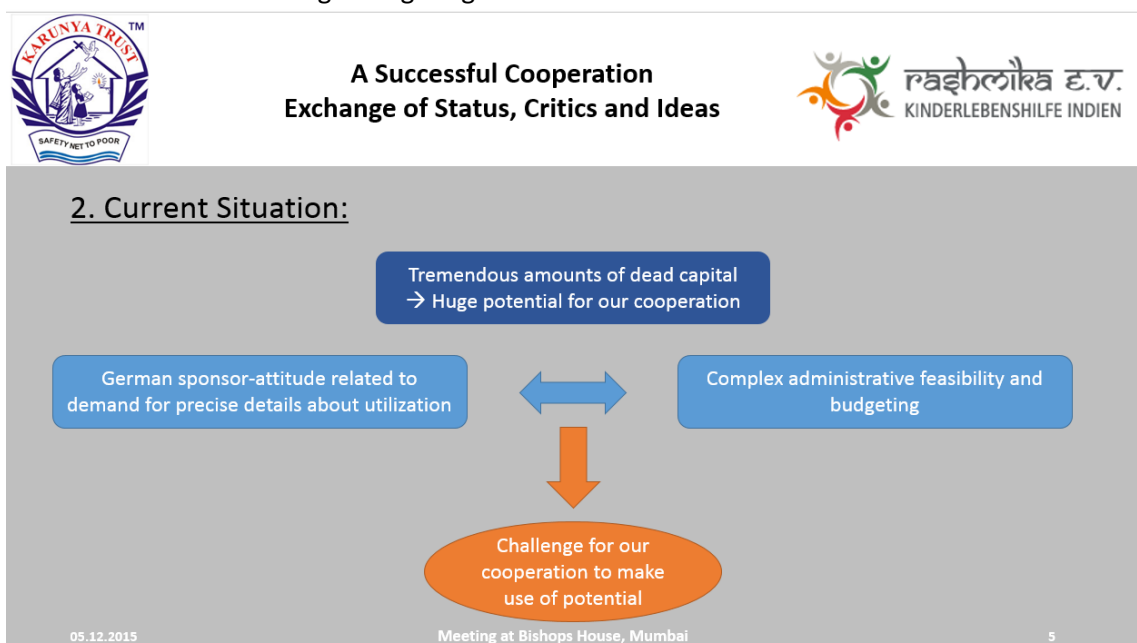 KARUNYA TRUST
TM
SAFETY NET TO POOR
A Successful Cooperation
Exchange of Status, Critics and Ideas
rashmika e.V.
KINDERLEBENSHILFE INDIEN
2. Current Situation:
Tremendous amounts of dead capital
→ Huge potential for our cooperation
German sponsor-attitude related to
demand for precise details about utilization
Complex administrative feasibility and
budgeting
Challenge for our
cooperation to make
use of potential
05.12.2015
Meeting at Bishops House, Mumbai
5